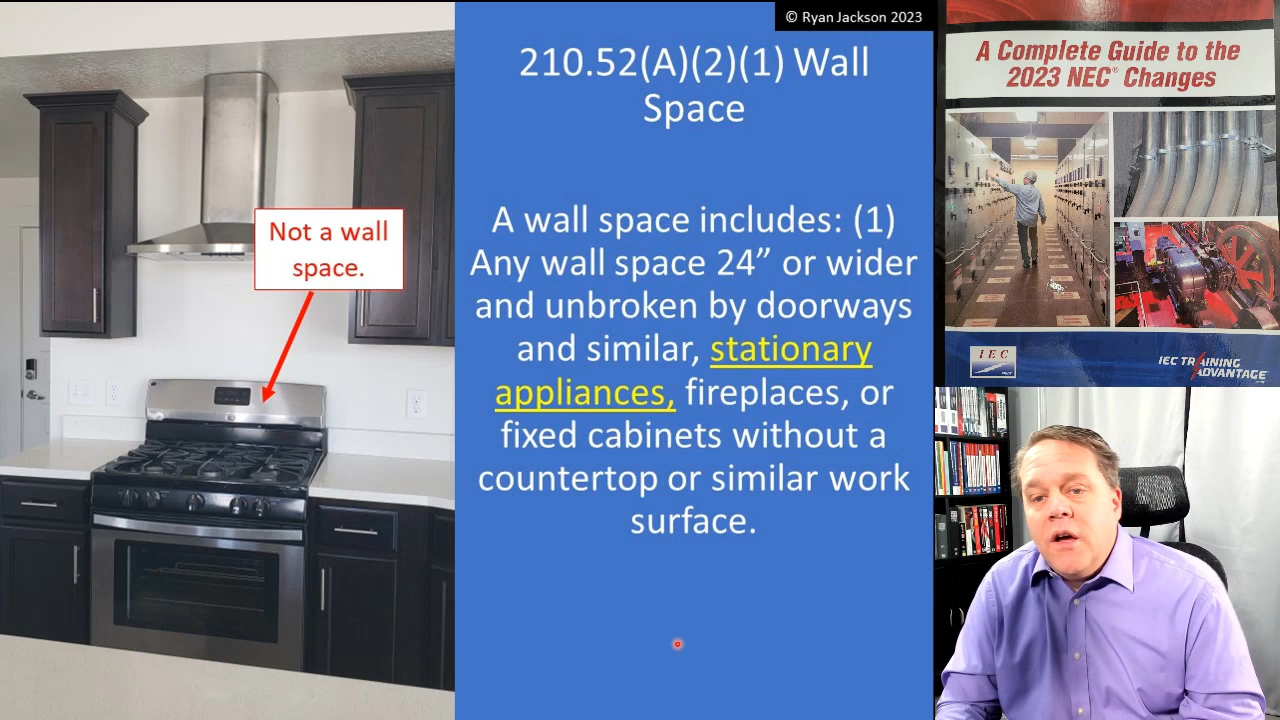 © Ryan Jackson 2023
210.52(A)(2)(1) Wall
Space
A wall space includes: (1)
Any wall space 24” or wider
and unbroken by doorways
and similar, stationary
appliances, fireplaces, or
fixed cabinets without a
countertop or similar work
surface.
Not a wall
space.
A Complete Guide to the
2023 NEC® Changes
IEC
IEC TRAINING
ADVANTAGE